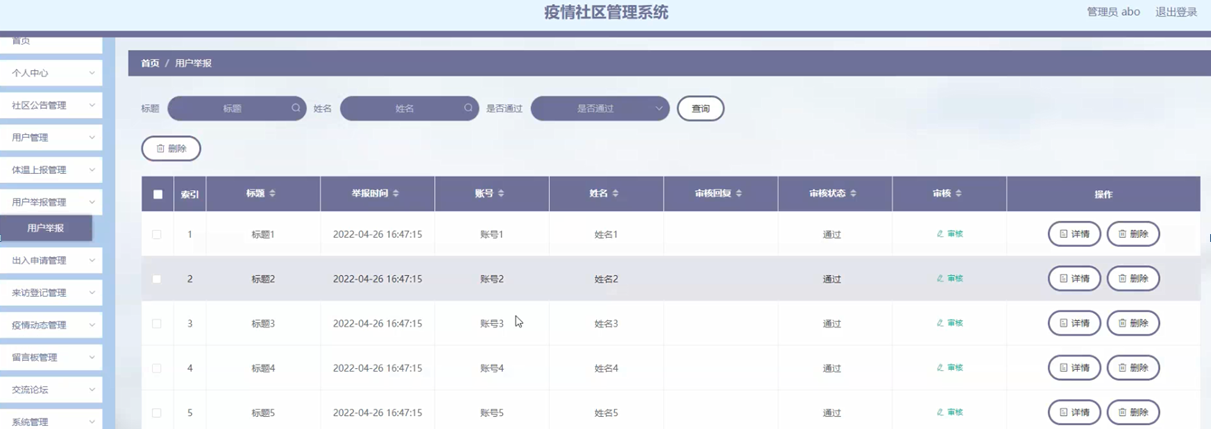 疫情社区管理系统
管理员 abo 退出登录
首页
个人中心
社区公告管理
用户管理
体温上报管理
用户举报管理
用户举报
出入申请管理
来访登记管理
疫情动态管理
留言板管理
交流论坛
系统管理
首页 / 用户举报
标题 标题 姓名 姓名 是否通过 是否通过 查询
删除
索引 标题 举报时间 账号 姓名 审核回复 审核状态 审核 操作
1 标题1 2022-04-26 16:47:15 账号1 姓名1 通过 审核 详情 删除
2 标题2 2022-04-26 16:47:15 账号2 姓名2 通过 审核 详情 删除
3 标题3 2022-04-26 16:47:15 账号3 姓名3 通过 审核 详情 删除
4 标题4 2022-04-26 16:47:15 账号4 姓名4 通过 审核 详情 删除
5 标题5 2022-04-26 16:47:15 账号5 姓名5 通过 审核 详情 删除